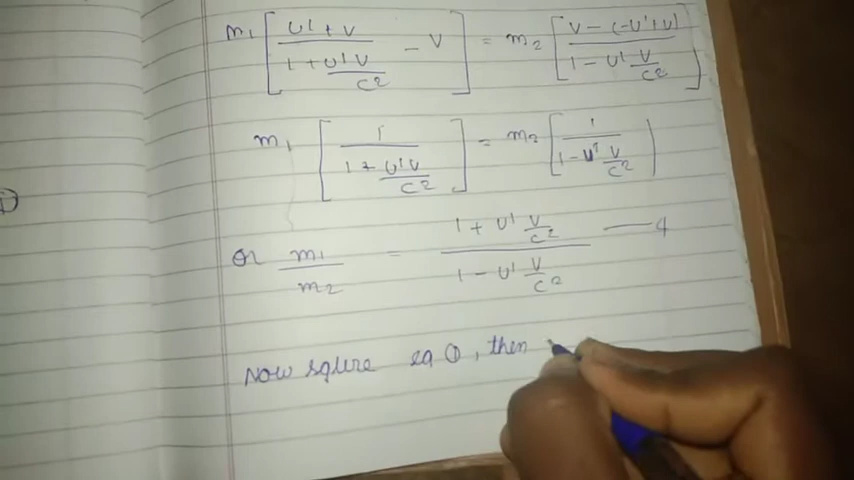 m1 [ (u' + v) / (1 + u'v/c²) - v ] = m2 [ (v - (-u' + v)) / (1 - u' v/c²) ]
m1 [ 1 / (1 + u'v/c²) ] = m2 [ 1 / (1 - u' v/c²) ]
or m1/m2 = (1 + u' v/c²) / (1 - u' v/c²) — 4
Now squre eq ①, then